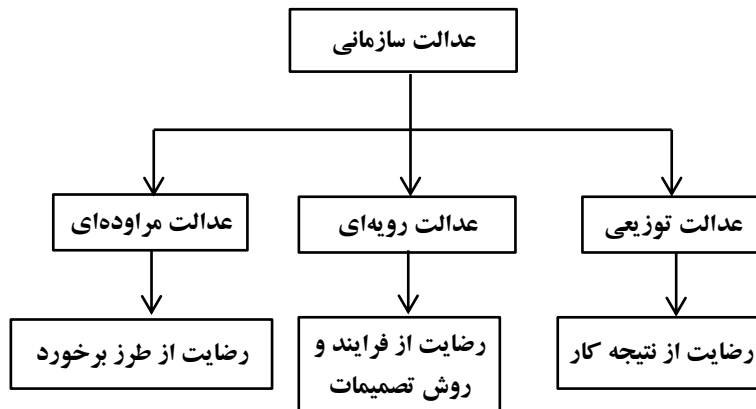 عدالت سازمانی
عدالت توزیعی
عدالت رویه‌ای
عدالت مراوده‌ای
رضایت از نتیجه کار
رضایت از فرایند و
روش تصمیمات
رضایت از طرز برخورد